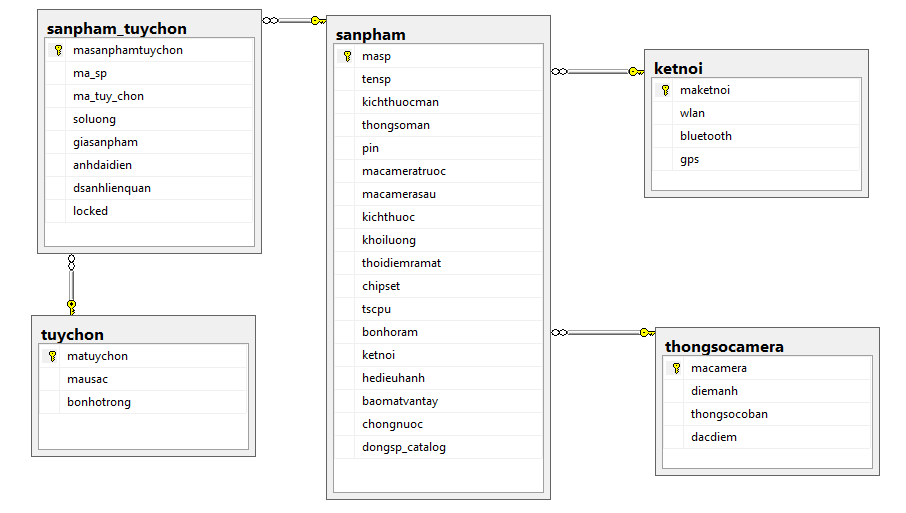 sanpham_tuychon
masanphamtuychon
ma_sp
ma_tuy_chon
soluong
giasanpham
anhdaidien
dsanhlienquan
locked
tuychon
matuychon
mausac
bonhotrong
sanpham
masp
tensp
kichthuocman
thongsoman
pin
macameratruoc
macamerasau
kichthuoc
khoiluong
thoidiemramat
chipset
tscpu
bonhoram
ketnoi
hedieuhanh
baomatvantay
chongnuoc
dongsp_catalog
ketnoi
maketnoi
wlan
bluetooth
gps
thongsocamera
macamera
diemanh
thongsocoban
dacdiem